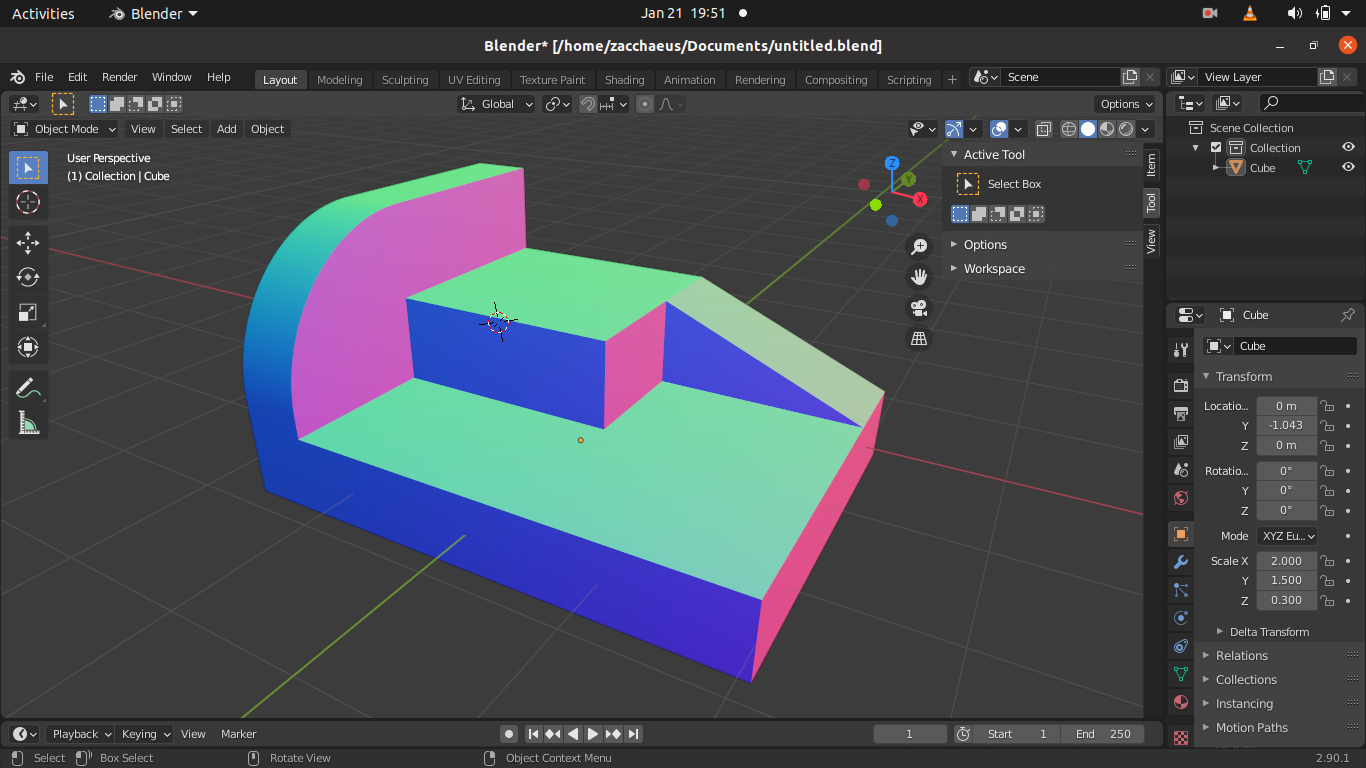 Activities Blender Jan 21 19:51
Blender* [/home/zacchaeus/Documents/untitled.blend]
File Edit Render Window Help Layout Modeling Sculpting UV Editing Texture Paint Shading Animation Rendering Compositing Scripting + Scene View Layer
Global Options
Object Mode View Select Add Object
Scene Collection
Collection
Cube
User Perspective
(1) Collection | Cube
Z
Y
X
Active Tool
Select Box
Options
Workspace
Item
Tool
View
Cube
Cube
Transform
Locatio... 0 m
Y -1.043
Z 0 m
Rotatio... 0°
Y 0°
Z 0°
Mode XYZ Eu...
Scale X 2.000
Y 1.500
Z 0.300
Delta Transform
Relations
Collections
Instancing
Motion Paths
Playback Keying View Marker 1 Start 1 End 250
Select Box Select Rotate View Object Context Menu 2.90.1